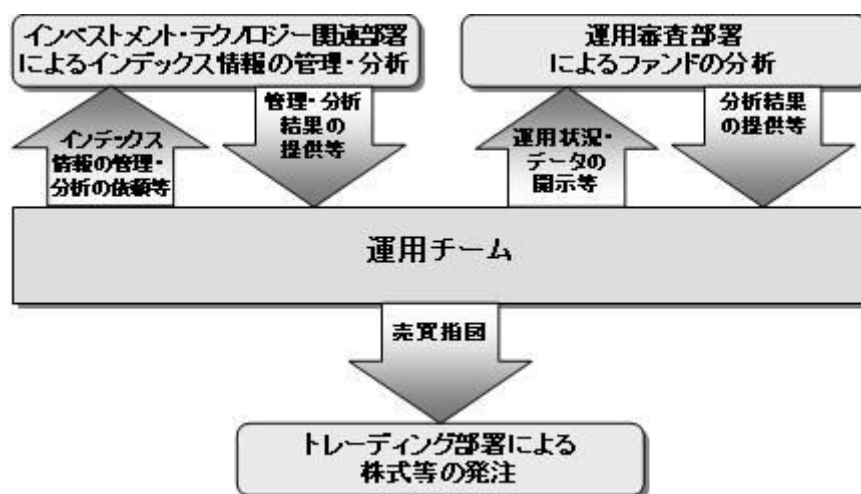 インベストメント・テクノロジー関連部署
によるインデックス情報の管理・分析
運用審査部署
によるファンドの分析
インデックス
情報の管理・
分析の依頼等
管理・分析
結果の
提供等
運用状況・
データの
開示等
分析結果
の提供等
運用チーム
売買指図
トレーディング部署による
株式等の発注